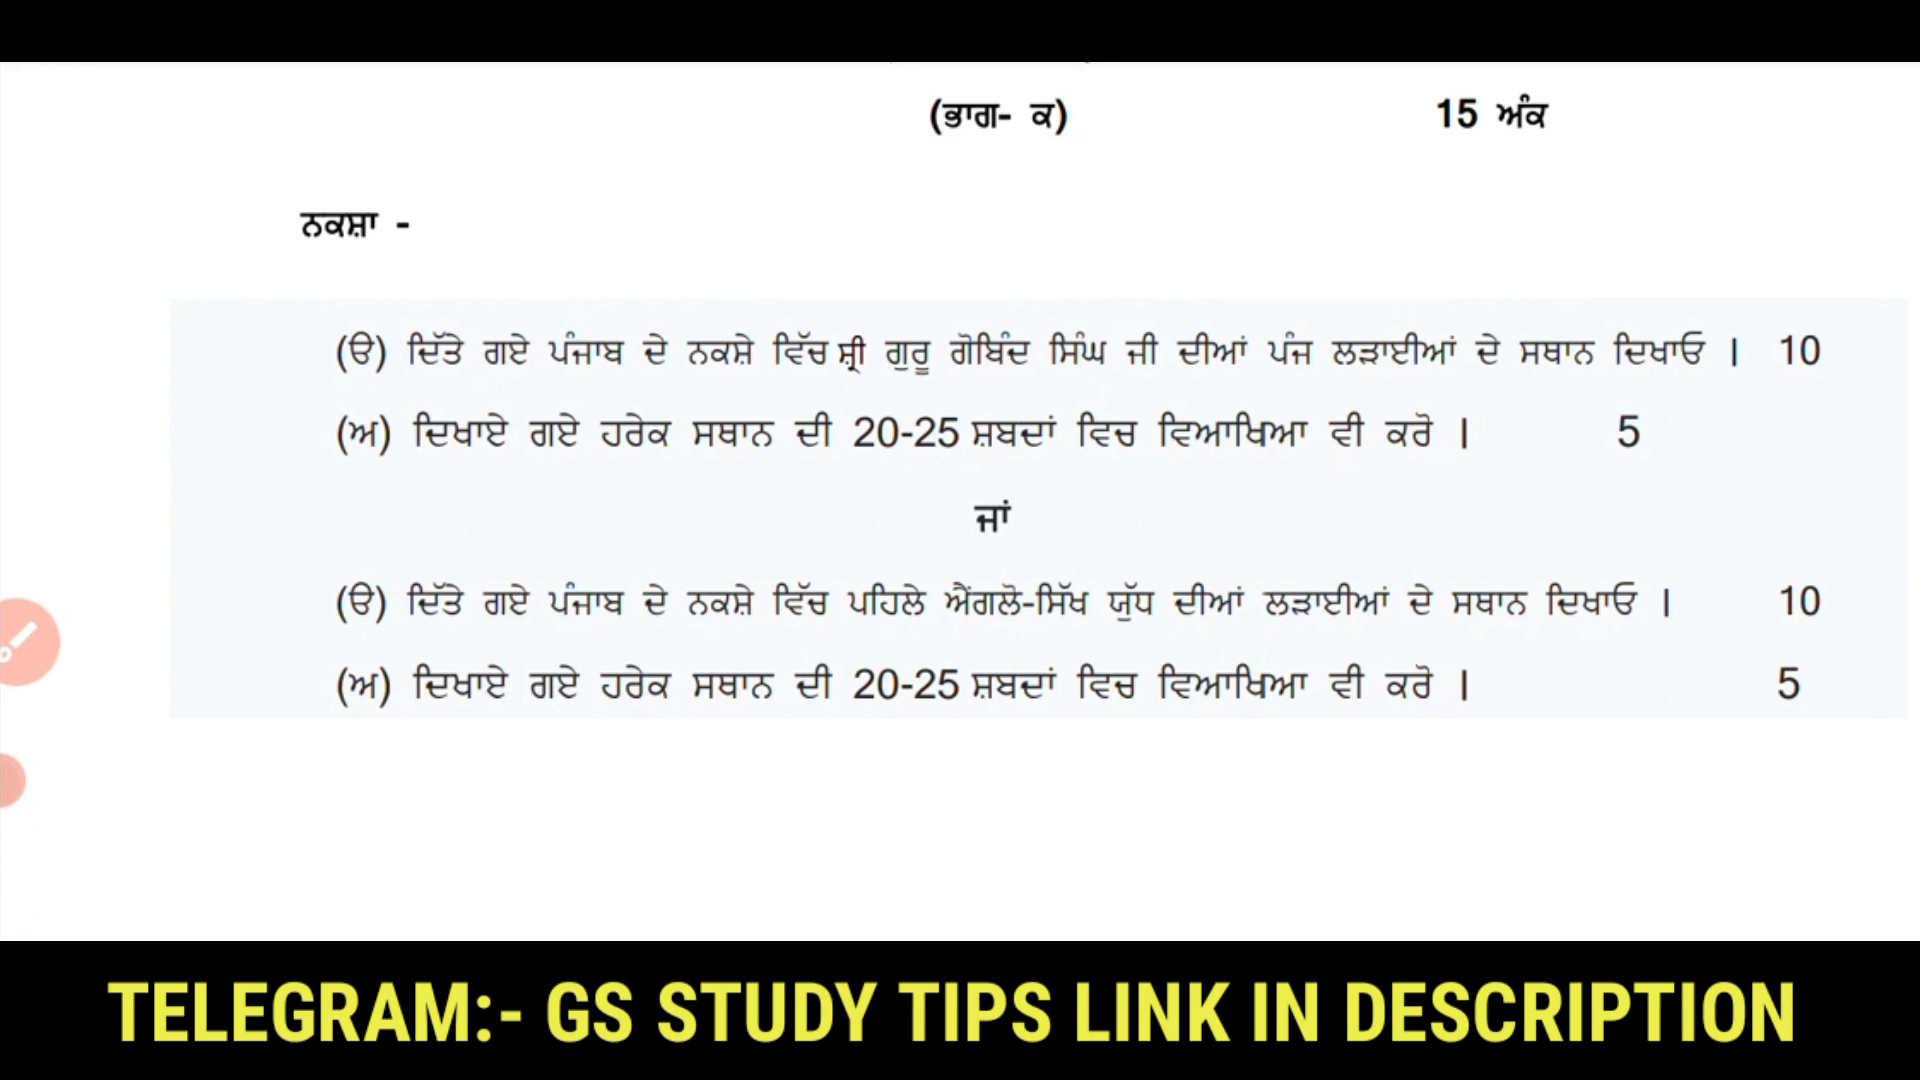 (ਭਾਗ- ਕ) 15 ਅੰਕ
ਨਕਸ਼ਾ -
(ੳ) ਦਿੱਤੇ ਗਏ ਪੰਜਾਬ ਦੇ ਨਕਸ਼ੇ ਵਿੱਚ ਸ਼੍ਰੀ ਗੁਰੂ ਗੋਬਿੰਦ ਸਿੰਘ ਜੀ ਦੀਆਂ ਪੰਜ ਲੜਾਈਆਂ ਦੇ ਸਥਾਨ ਦਿਖਾਓ । 10
(ਅ) ਦਿਖਾਏ ਗਏ ਹਰੇਕ ਸਥਾਨ ਦੀ 20-25 ਸ਼ਬਦਾਂ ਵਿਚ ਵਿਆਖਿਆ ਵੀ ਕਰੋ । 5
ਜਾਂ
(ੳ) ਦਿੱਤੇ ਗਏ ਪੰਜਾਬ ਦੇ ਨਕਸ਼ੇ ਵਿੱਚ ਪਹਿਲੇ ਐਂਗਲੋ-ਸਿੱਖ ਯੁੱਧ ਦੀਆਂ ਲੜਾਈਆਂ ਦੇ ਸਥਾਨ ਦਿਖਾਓ । 10
(ਅ) ਦਿਖਾਏ ਗਏ ਹਰੇਕ ਸਥਾਨ ਦੀ 20-25 ਸ਼ਬਦਾਂ ਵਿਚ ਵਿਆਖਿਆ ਵੀ ਕਰੋ । 5
TELEGRAM:- GS STUDY TIPS LINK IN DESCRIPTION